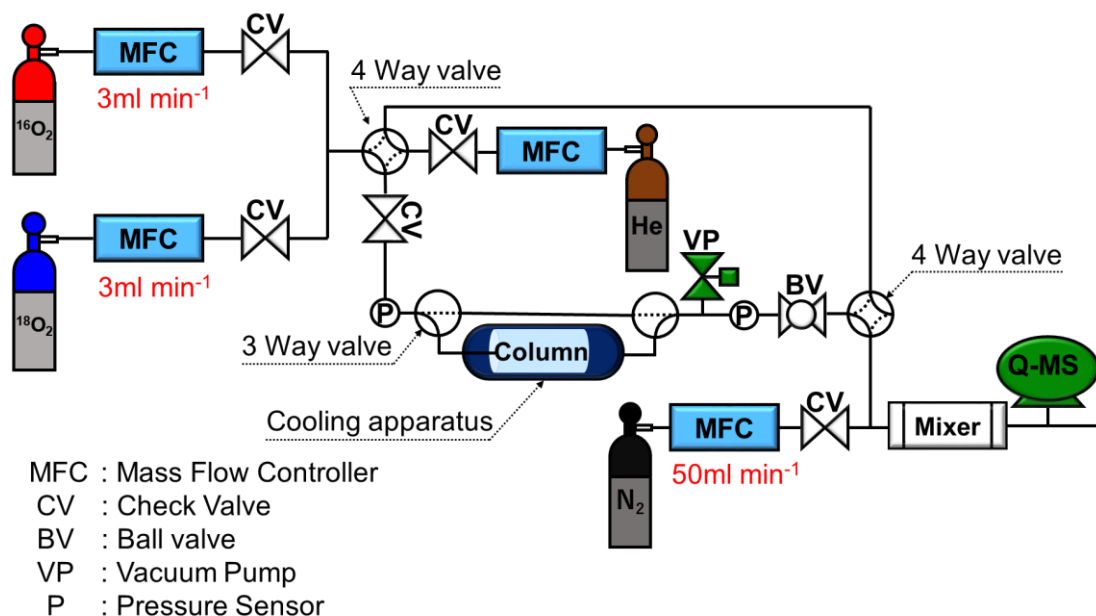 CV
MFC
3ml min⁻¹
¹⁶O₂
4 Way valve
CV
MFC
He
CV
MFC
3ml min⁻¹
¹⁸O₂
CV
VP
BV
4 Way valve
P
P
3 Way valve
Column
Cooling apparatus
Q-MS
CV
MFC
50ml min⁻¹
Mixer
N₂
MFC : Mass Flow Controller
CV : Check Valve
BV : Ball valve
VP : Vacuum Pump
P : Pressure Sensor